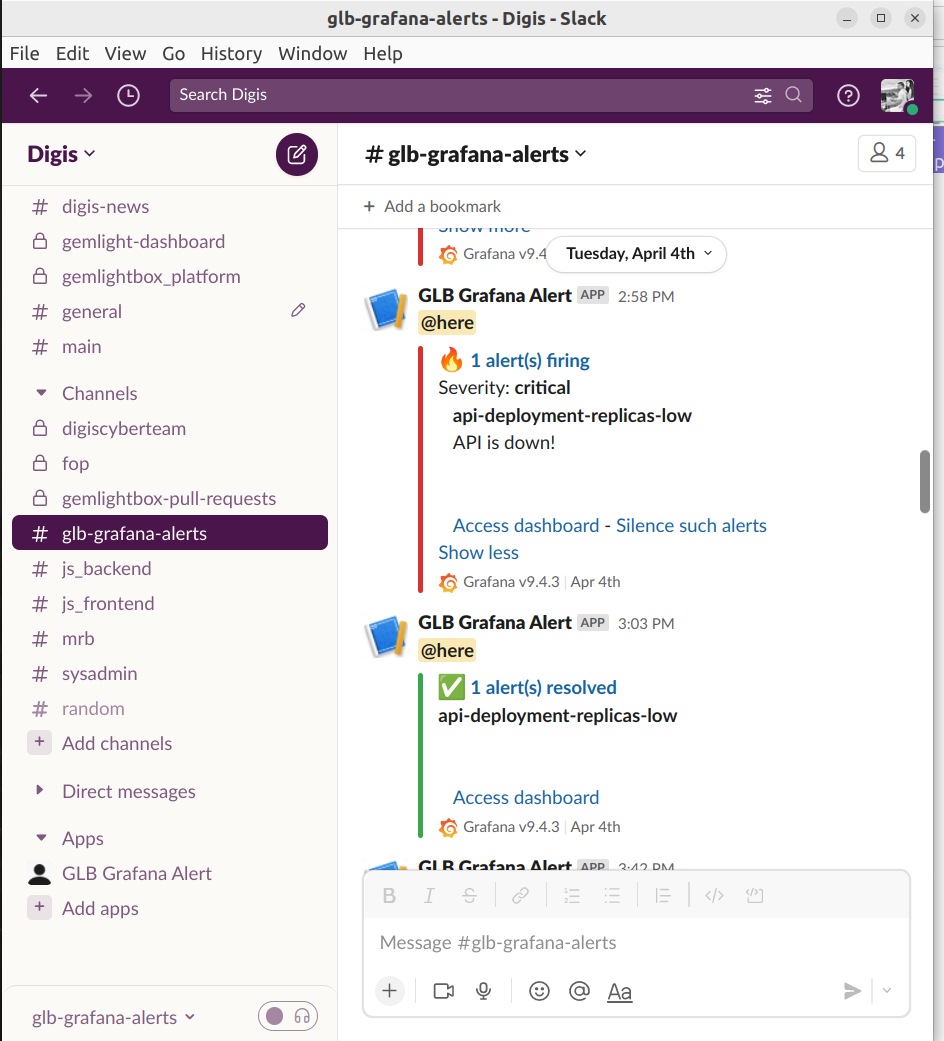 glb-grafana-alerts - Digis - Slack
File Edit View Go History Window Help
Search Digis
Digis
digis-news
gemlight-dashboard
gemlightbox_platform
general
main
Channels
digiscyberteam
fop
gemlightbox-pull-requests
glb-grafana-alerts
js_backend
js_frontend
mrb
sysadmin
random
+ Add channels
Direct messages
Apps
GLB Grafana Alert
+ Add apps
glb-grafana-alerts
# glb-grafana-alerts
4
+ Add a bookmark
Show more
Grafana v9.4
Tuesday, April 4th
GLB Grafana Alert APP 2:58 PM
@here
🔥 1 alert(s) firing
Severity: critical
api-deployment-replicas-low
API is down!
Access dashboard - Silence such alerts
Show less
Grafana v9.4.3 | Apr 4th
GLB Grafana Alert APP 3:03 PM
@here
✅ 1 alert(s) resolved
api-deployment-replicas-low
Access dashboard
Grafana v9.4.3 | Apr 4th
GLB Grafana Alert APP 3:42 PM
B I S
Message #glb-grafana-alerts
Aa